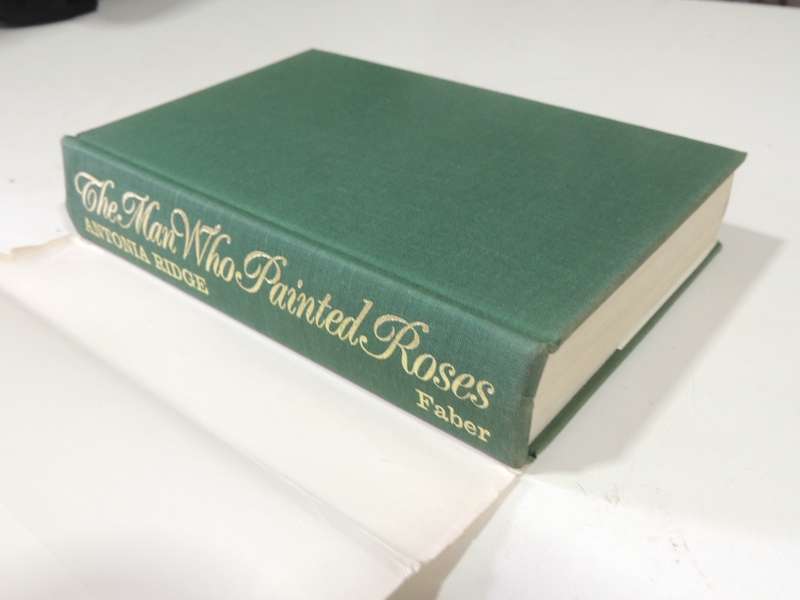 The Man Who Painted Roses
ANTONIA RIDGE
Faber